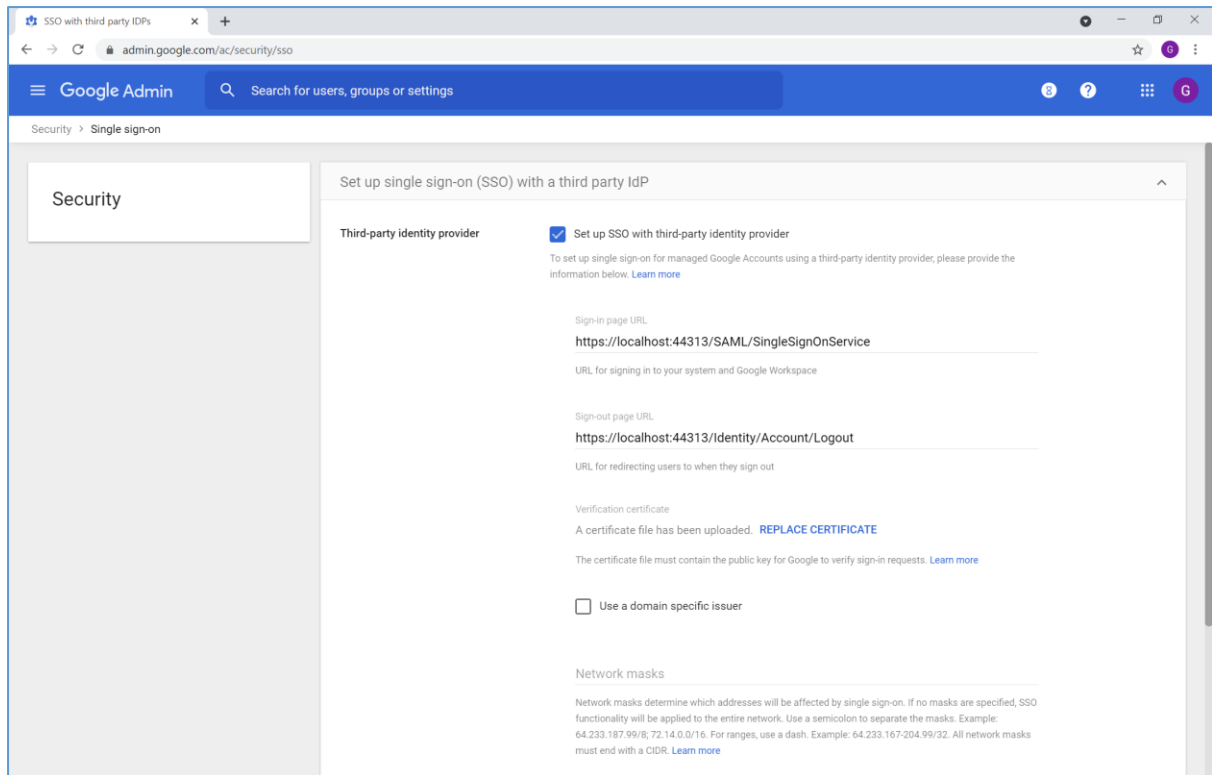 SSO with third party IDPs
admin.google.com/ac/security/sso
G
Google Admin
Search for users, groups or settings
8
?
G
Security > Single sign-on
Security
Set up single sign-on (SSO) with a third party IdP
Third-party identity provider
Set up SSO with third-party identity provider
To set up single sign-on for managed Google Accounts using a third-party identity provider, please provide the
information below. Learn more
Sign-in page URL
https://localhost:44313/SAML/SingleSignOnService
URL for signing in to your system and Google Workspace
Sign-out page URL
https://localhost:44313/Identity/Account/Logout
URL for redirecting users to when they sign out
Verification certificate
A certificate file has been uploaded. REPLACE CERTIFICATE
The certificate file must contain the public key for Google to verify sign-in requests. Learn more
Use a domain specific issuer
Network masks
Network masks determine which addresses will be affected by single sign-on. If no masks are specified, SSO
functionality will be applied to the entire network. Use a semicolon to separate the masks. Example:
64.233.187.99/8; 72.14.0.0/16. For ranges, use a dash. Example: 64.233.167-204.99/32. All network masks
must end with a CIDR. Learn more